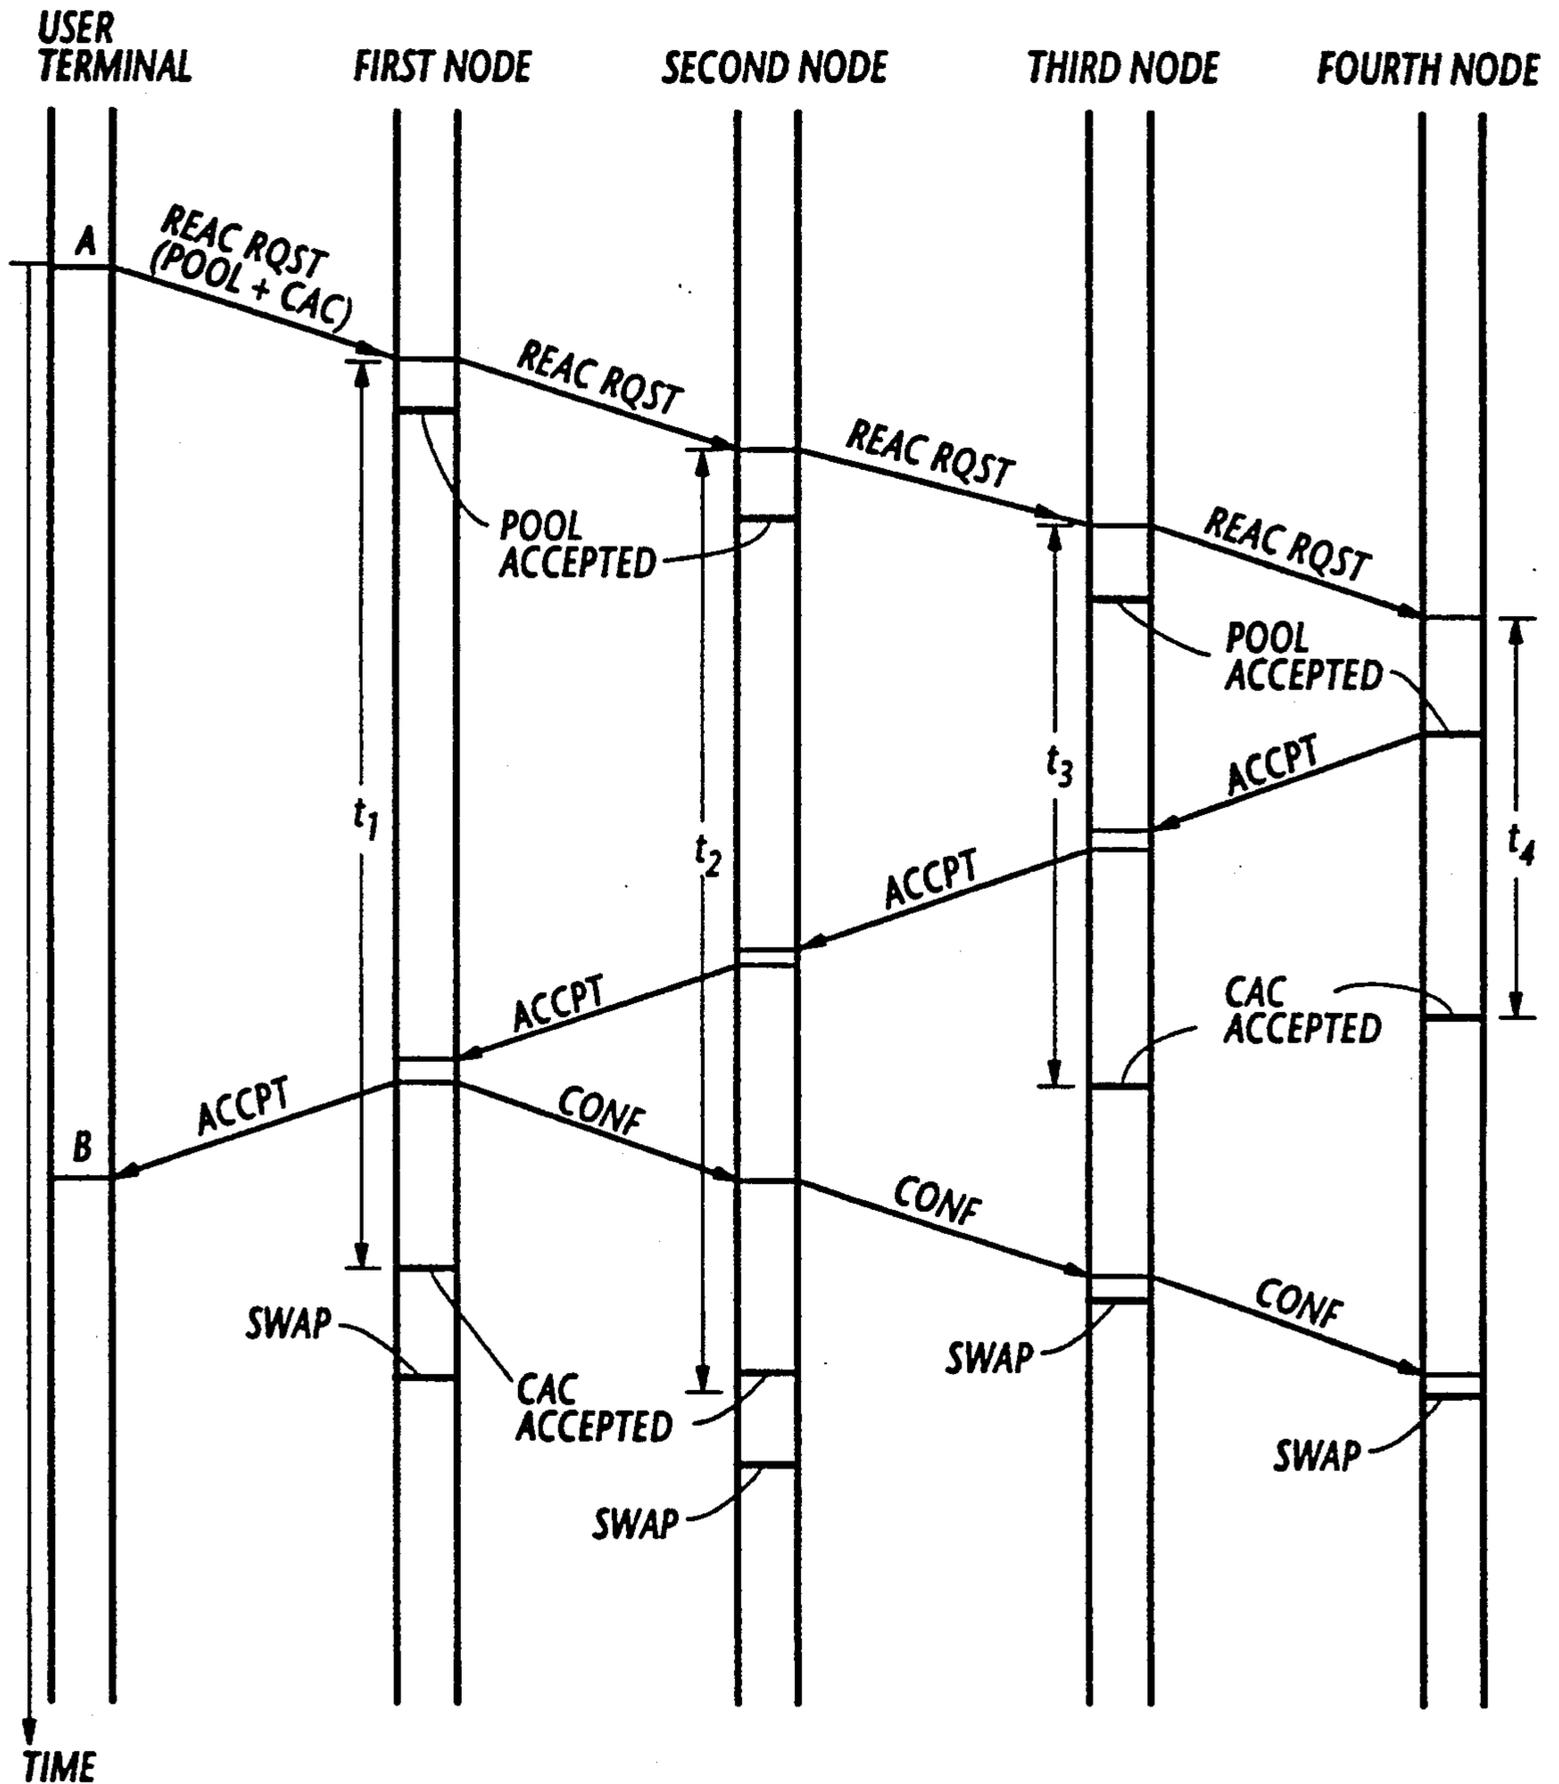 USER
TERMINAL
FIRST NODE
SECOND NODE
THIRD NODE
FOURTH NODE
A
REAC RQST
(POOL + CAC)
REAC RQST
REAC RQST
REAC RQST
POOL
ACCEPTED
POOL
ACCEPTED
t1
t2
t3
t4
ACCPT
ACCPT
ACCPT
ACCPT
CAC
ACCEPTED
B
CONF
CONF
CONF
SWAP
CAC
ACCEPTED
SWAP
SWAP
SWAP
TIME